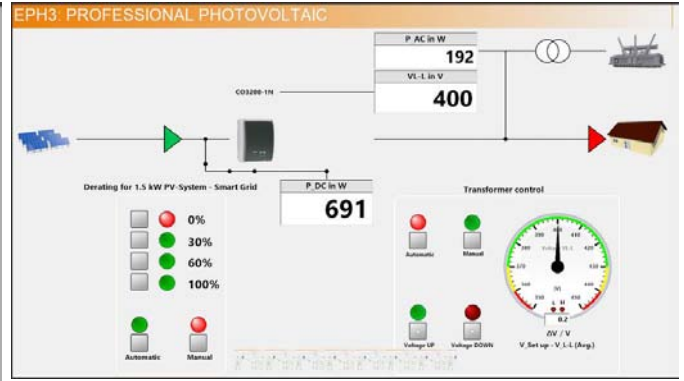 EPH3: PROFESSIONAL PHOTOVOLTAIC
P_AC in W
192
VL-L in V
CO3208-1N
400
P_DC in W
691
Derating for 1.5 kW PV-System - Smart Grid
0%
30%
60%
100%
Automatic
Manual
Transformer control
Automatic
Manual
Voltage UP
Voltage DOWN
L U
0.2
ΔV / V
V_Set up - V_L-L (Avg.)